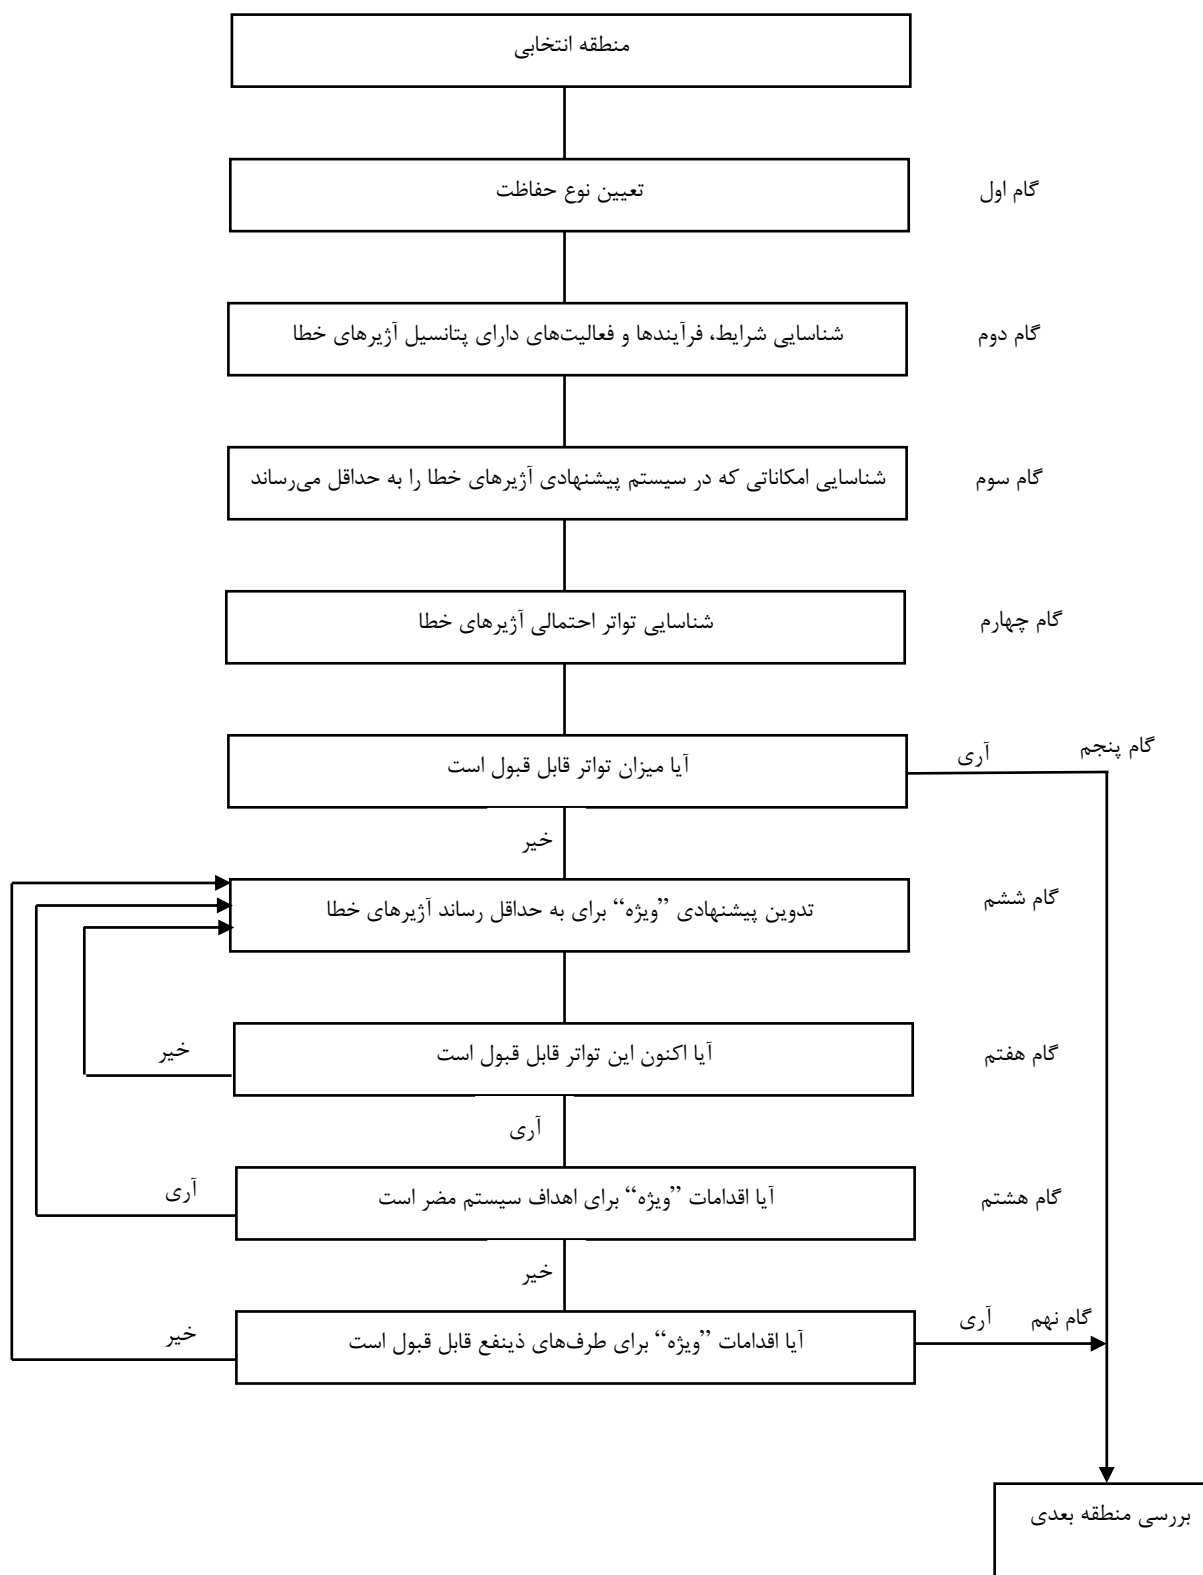 منطقه انتخابی
تعیین نوع حفاظت
گام اول
شناسایی شرایط، فرآیندها و فعالیت‌های دارای پتانسیل آژیرهای خطا
گام دوم
شناسایی امکاناتی که در سیستم پیشنهادی آژیرهای خطا را به حداقل می‌رساند
گام سوم
شناسایی تواتر احتمالی آژیرهای خطا
گام چهارم
آیا میزان تواتر قابل قبول است
آری
گام پنجم
خیر
تدوین پیشنهادی ”ویژه“ برای به حداقل رساند آژیرهای خطا
گام ششم
آیا اکنون این تواتر قابل قبول است
خیر
گام هفتم
آری
آیا اقدامات ”ویژه“ برای اهداف سیستم مضر است
آری
گام هشتم
خیر
آیا اقدامات ”ویژه“ برای طرف‌های ذینفع قابل قبول است
خیر
آری
گام نهم
بررسی منطقه بعدی